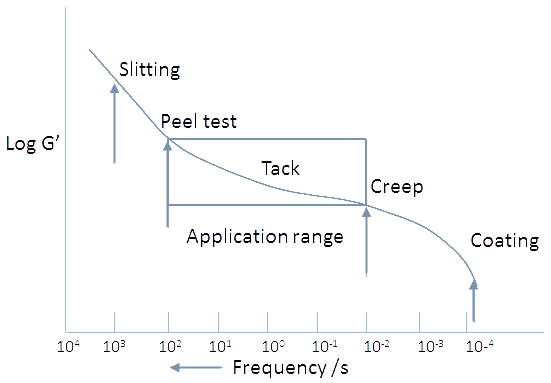 Slitting
Peel test
Log G’
Tack
Creep
Application range
Coating
10⁴ 10³ 10² 10¹ 10⁰ 10⁻¹ 10⁻² 10⁻³ 10⁻⁴
Frequency /s